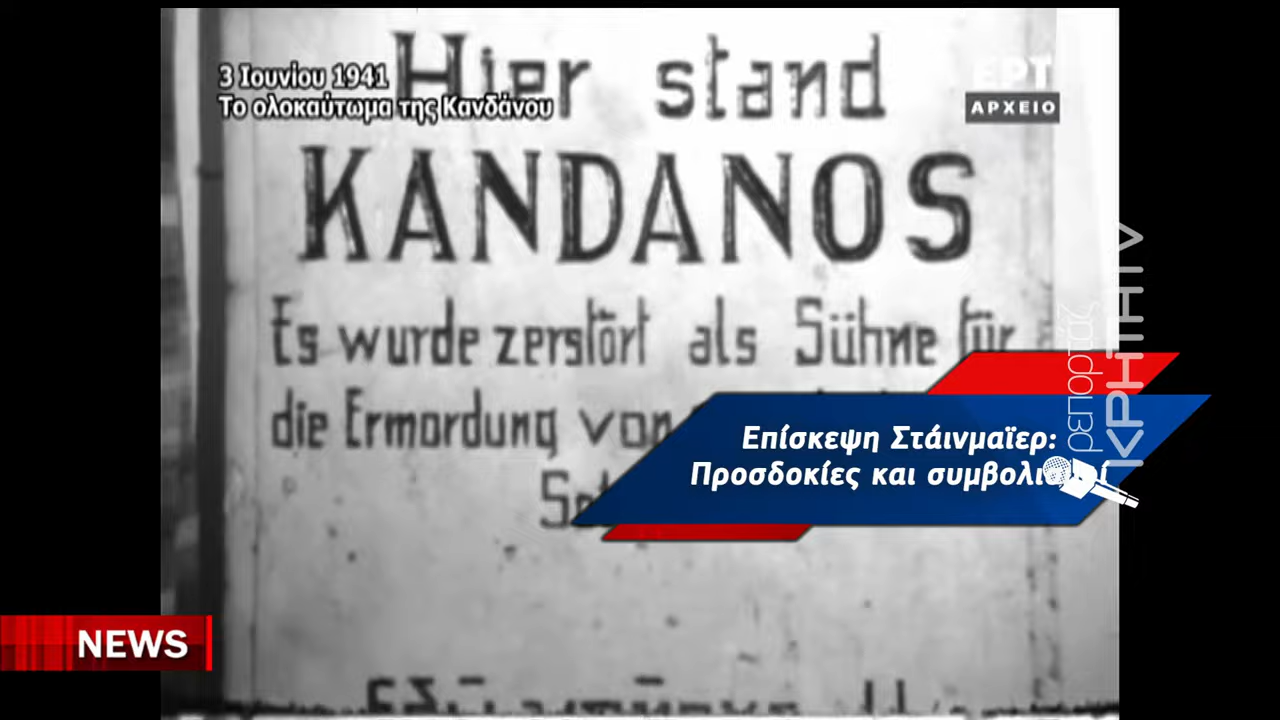 3 Ιουνίου 1941
Το ολοκαύτωμα της Κανδάνου
ΕΡΤ
ΑΡΧΕΙΟ
Hier stand
KANDANOS
Es wurde zerstört als Sühne für
die Ermordung von
Επίσκεψη Στάινμαϊερ:
Προσδοκίες και
ρεπορτάζ
ΚΡΗΤΗTV
NEWS